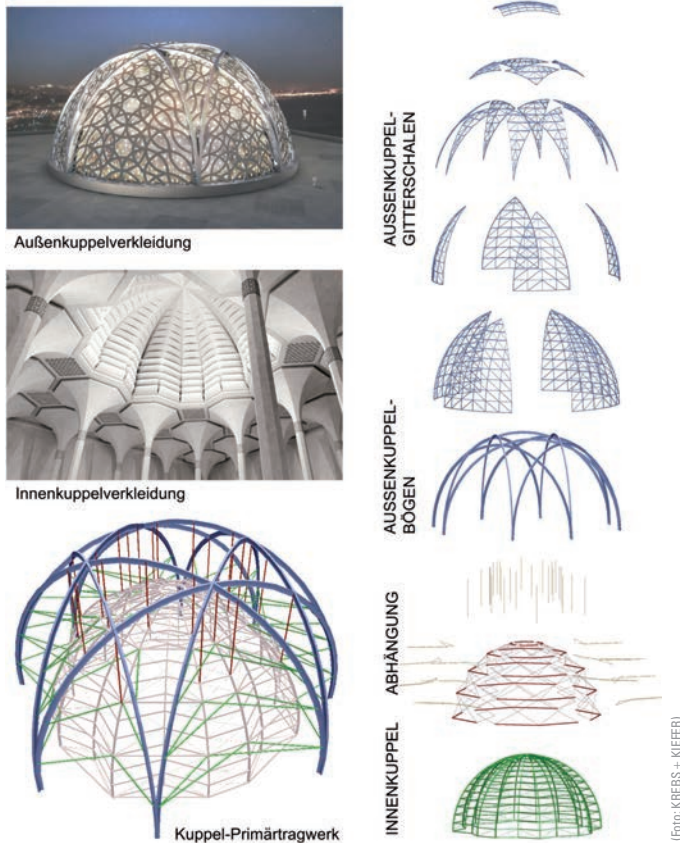 Außenkuppelverkleidung
Innenkuppelverkleidung
Kuppel-Primärtragwerk
AUSSENKUPPEL-
GITTERSCHALEN
AUSSENKUPPEL-
BÖGEN
ABHÄNGUNG
INNENKUPPEL
(Foto: KREBS + KIEFER)